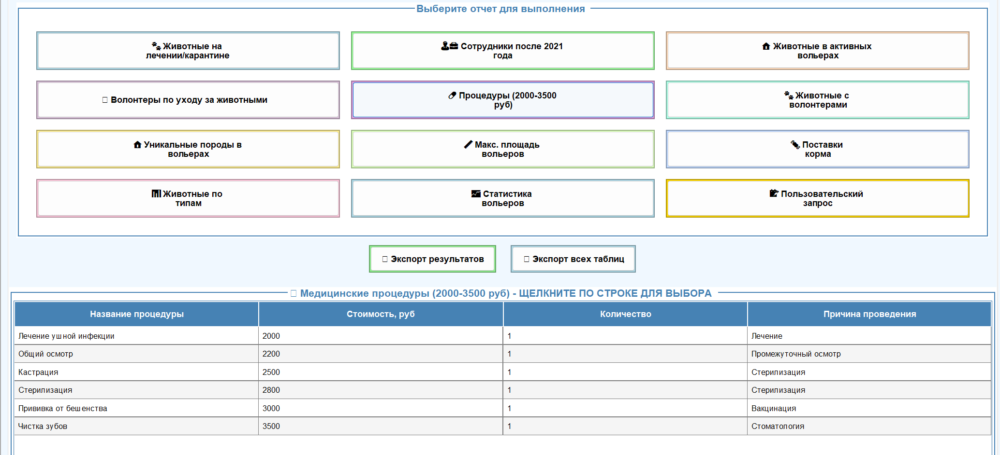 Выберите отчет для выполнения
Животные на
лечении/карантине
Сотрудники после 2021
года
Животные в активных
вольерах
Волонтеры по уходу за животными
Процедуры (2000-3500
руб)
Животные с
волонтерами
Уникальные породы в
вольерах
Макс. площадь
вольеров
Поставки
корма
Животные по
типам
Статистика
вольеров
Пользовательский
запрос
Экспорт результатов
Экспорт всех таблиц
Медицинские процедуры (2000-3500 руб) - ЩЕЛКНИТЕ ПО СТРОКЕ ДЛЯ ВЫБОРА
Название процедуры Стоимость, руб Количество Причина проведения
Лечение ушной инфекции 2000 1 Лечение
Общий осмотр 2200 1 Промежуточный осмотр
Кастрация 2500 1 Стерилизация
Стерилизация 2800 1 Стерилизация
Прививка от бешенства 3000 1 Вакцинация
Чистка зубов 3500 1 Стоматология